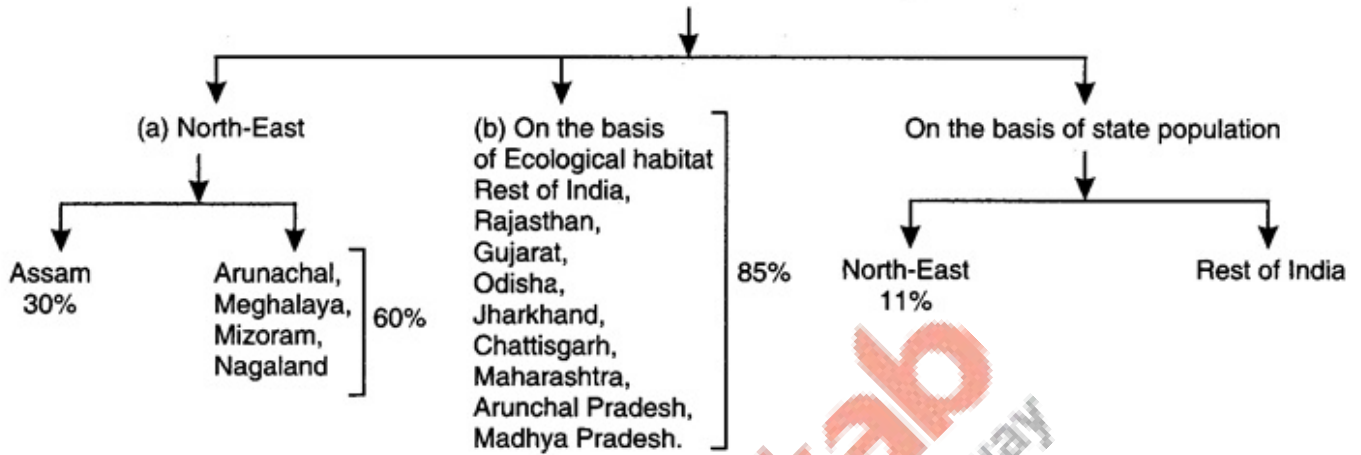 (a) North-East
Assam
30%
Arunachal,
Meghalaya,
Mizoram,
Nagaland
60%
(b) On the basis
of Ecological habitat
Rest of India,
Rajasthan,
Gujarat,
Odisha,
Jharkhand,
Chattisgarh,
Maharashtra,
Arunchal Pradesh,
Madhya Pradesh.
85%
On the basis of state population
North-East
11%
Rest of India
ab
way